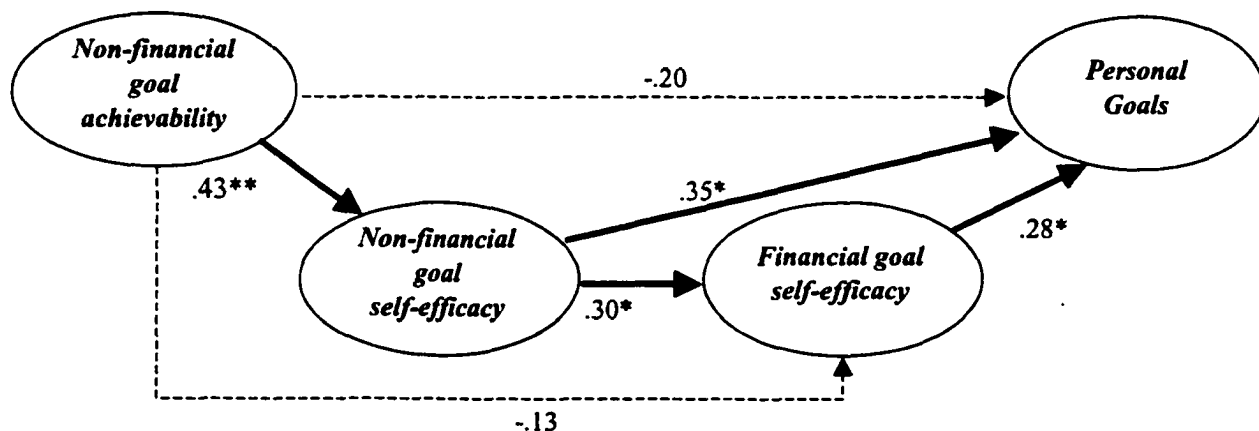 Non-financial
goal
achievability
-.20
Personal
Goals
.43**
.35*
Non-financial
goal
self-efficacy
.30*
Financial goal
self-efficacy
.28*
-.13